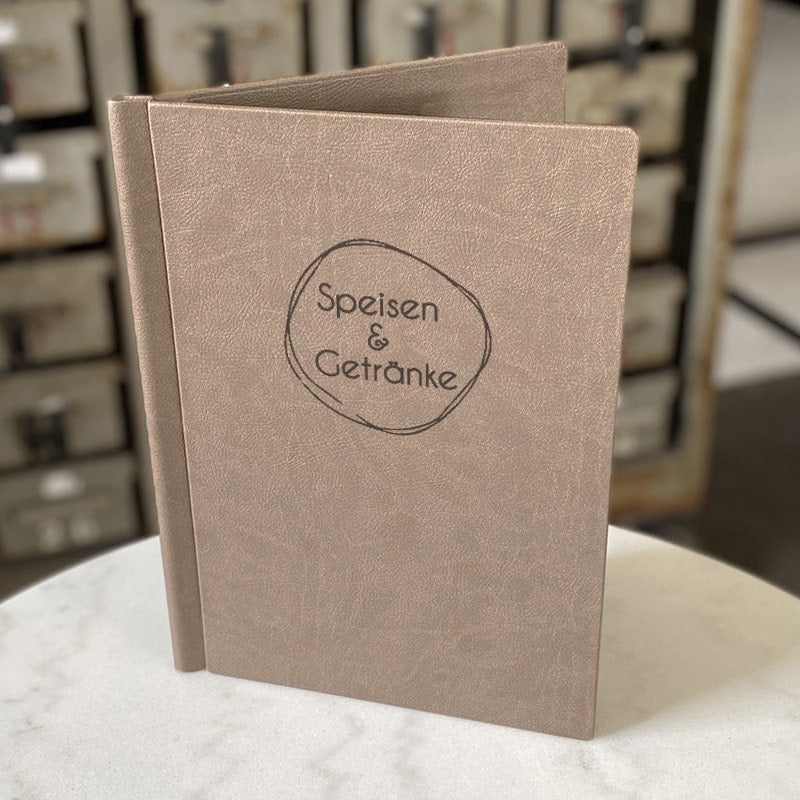 Speisen
&
Getränke